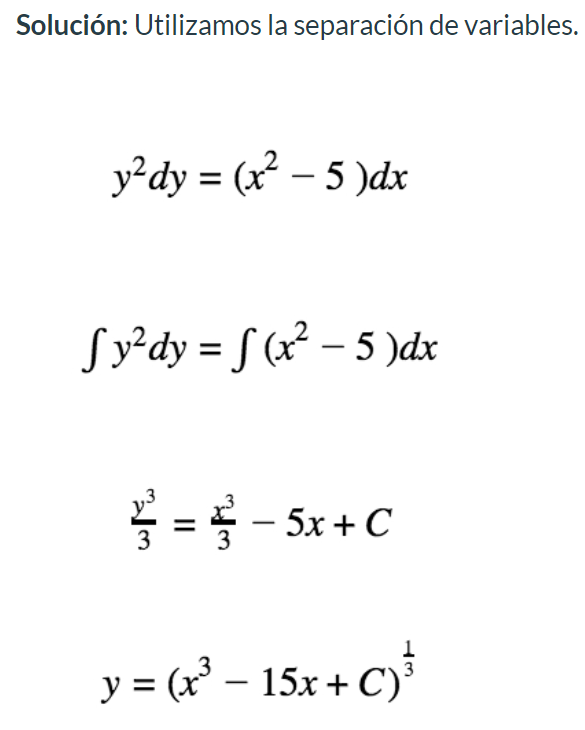 Solución: Utilizamos la separación de variables.
y²dy = (x² – 5 )dx
∫ y²dy = ∫ (x² – 5 )dx
y³/3 = x³/3 – 5x + C
y = (x³ – 15x + C)^(1/3)